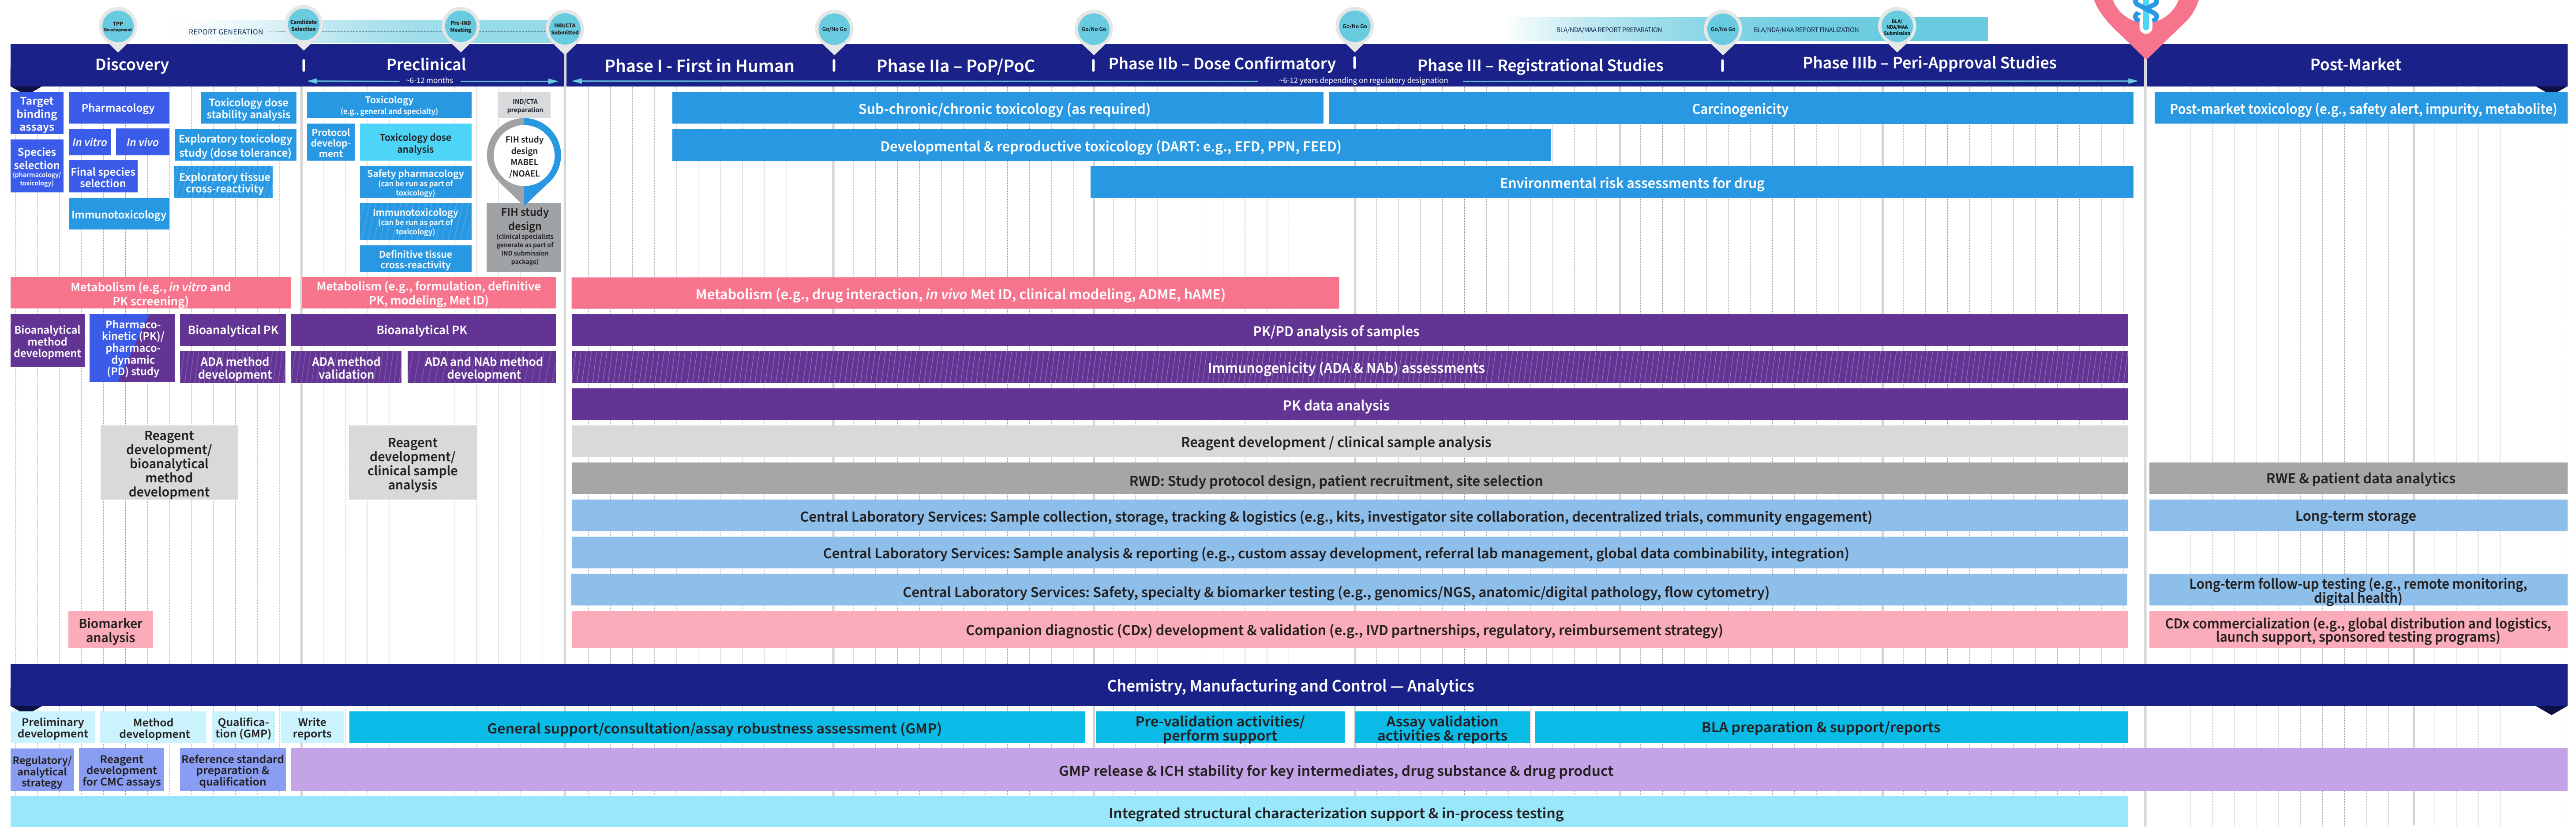 TPP
Development
REPORT GENERATION
Candidate
Selection
Pre-IND
Meeting
IND/CTA
Submitted
Go/No Go
Go/No Go
Go/No Go
BLA/NDA/MAA REPORT PREPARATION
Go/No Go
BLA/NDA/MAA REPORT FINALIZATION
BLA/
NDA/MAA
Submission
Discovery
Preclinical
~6-12 months
Phase I - First in Human
Phase IIa – PoP/PoC
Phase IIb – Dose Confirmatory
Phase III – Registrational Studies
Phase IIIb – Peri-Approval Studies
~6-12 years depending on regulatory designation
Post-Market
Target
binding
assays
Pharmacology
Toxicology dose
stability analysis
In vitro
In vivo
Exploratory toxicology
study (dose tolerance)
Species
selection
(pharmacology/
toxicology)
Final species
selection
Exploratory tissue
cross-reactivity
Immunotoxicology
Toxicology
(e.g., general and specialty)
Protocol
develop-
ment
Toxicology dose
analysis
Safety pharmacology
(can be run as part of
toxicology)
Immunotoxicology
(can be run as part of
toxicology)
Definitive tissue
cross-reactivity
IND/CTA
preparation
FIH study
design
MABEL
/NOAEL
FIH study
design
(clinical specialists
generate as part of
IND submission
package)
Sub-chronic/chronic toxicology (as required)
Carcinogenicity
Post-market toxicology (e.g., safety alert, impurity, metabolite)
Developmental & reproductive toxicology (DART: e.g., EFD, PPN, FEED)
Environmental risk assessments for drug
Metabolism (e.g., in vitro and
PK screening)
Metabolism (e.g., formulation, definitive
PK, modeling, Met ID)
Metabolism (e.g., drug interaction, in vivo Met ID, clinical modeling, ADME, hAME)
Bioanalytical
method
development
Pharmaco-
kinetic (PK)/
pharmaco-
dynamic
(PD) study
Bioanalytical PK
Bioanalytical PK
PK/PD analysis of samples
ADA method
development
ADA method
validation
ADA and NAb method
development
Immunogenicity (ADA & NAb) assessments
PK data analysis
Reagent
development/
bioanalytical
method
development
Reagent
development/
clinical sample
analysis
Reagent development / clinical sample analysis
RWD: Study protocol design, patient recruitment, site selection
RWE & patient data analytics
Central Laboratory Services: Sample collection, storage, tracking & logistics (e.g., kits, investigator site collaboration, decentralized trials, community engagement)
Long-term storage
Central Laboratory Services: Sample analysis & reporting (e.g., custom assay development, referral lab management, global data combinability, integration)
Central Laboratory Services: Safety, specialty & biomarker testing (e.g., genomics/NGS, anatomic/digital pathology, flow cytometry)
Long-term follow-up testing (e.g., remote monitoring,
digital health)
Biomarker
analysis
Companion diagnostic (CDx) development & validation (e.g., IVD partnerships, regulatory, reimbursement strategy)
CDx commercialization (e.g., global distribution and logistics,
launch support, sponsored testing programs)
Chemistry, Manufacturing and Control — Analytics
Preliminary
development
Method
development
Qualifica-
tion (GMP)
Write
reports
General support/consultation/assay robustness assessment (GMP)
Pre-validation activities/
perform support
Assay validation
activities & reports
BLA preparation & support/reports
Regulatory/
analytical
strategy
Reagent
development
for CMC assays
Reference standard
preparation &
qualification
GMP release & ICH stability for key intermediates, drug substance & drug product
Integrated structural characterization support & in-process testing